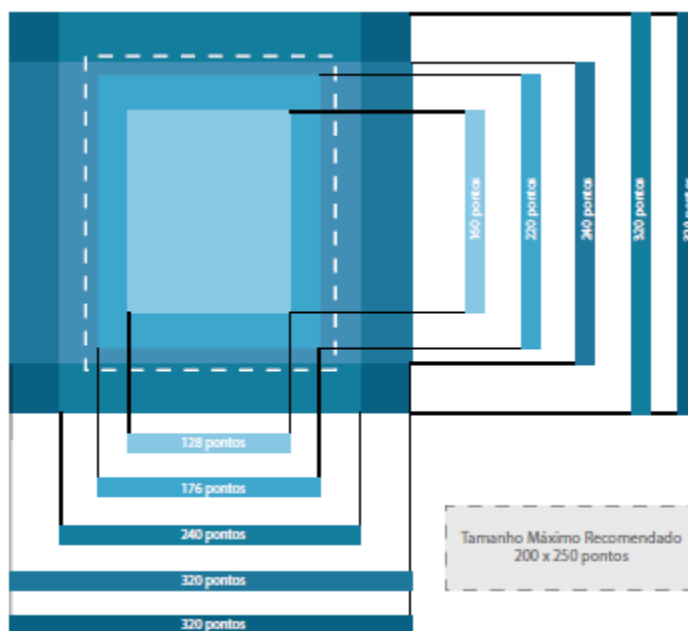 160 pontos
220 pontos
240 pontos
320 pontos
128 pontos
176 pontos
240 pontos
320 pontos
320 pontos
Tamanho Máximo Recomendado
200 x 250 pontos